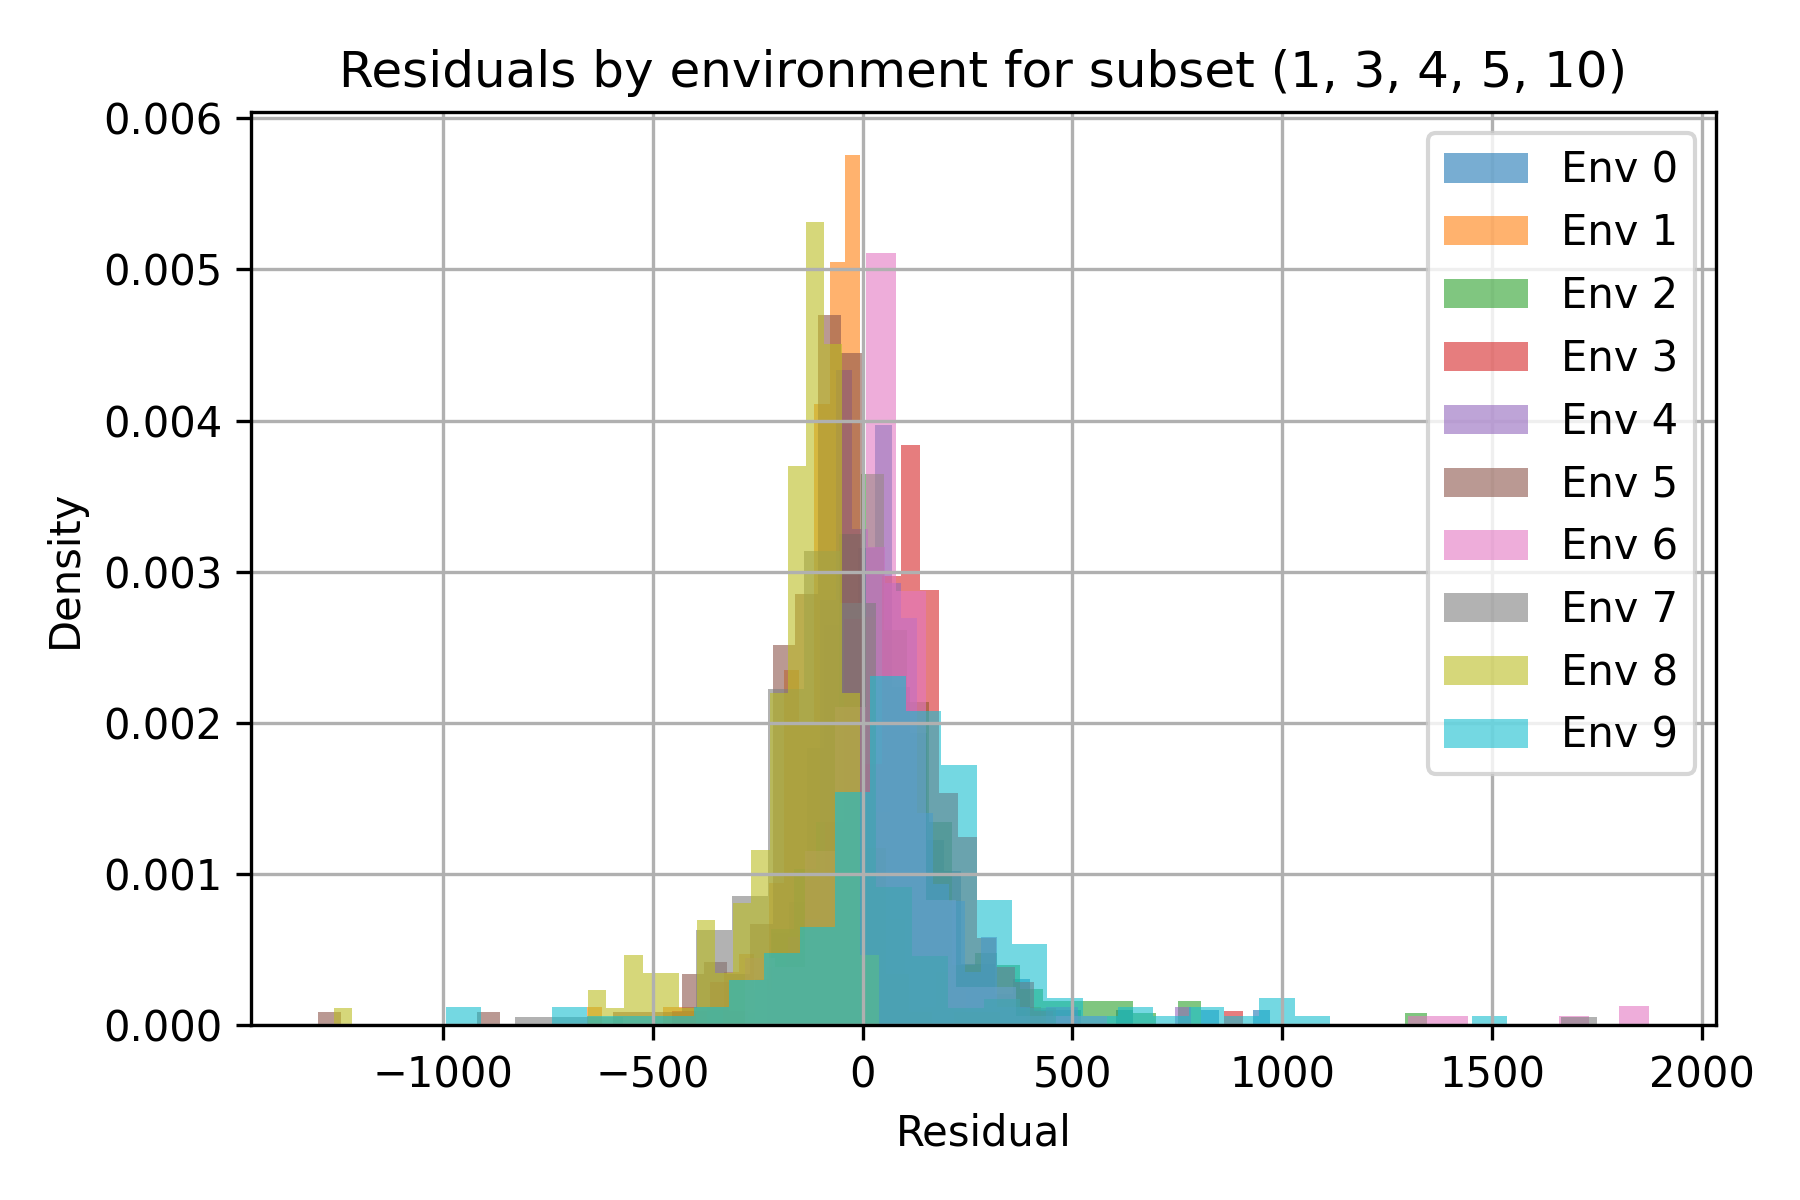 Residuals by environment for subset (1, 3, 4, 5, 10)
0.006
0.005
0.004
0.003
0.002
0.001
0.000
Density
−1000
−500
0
500
1000
1500
2000
Residual
Env 0
Env 1
Env 2
Env 3
Env 4
Env 5
Env 6
Env 7
Env 8
Env 9